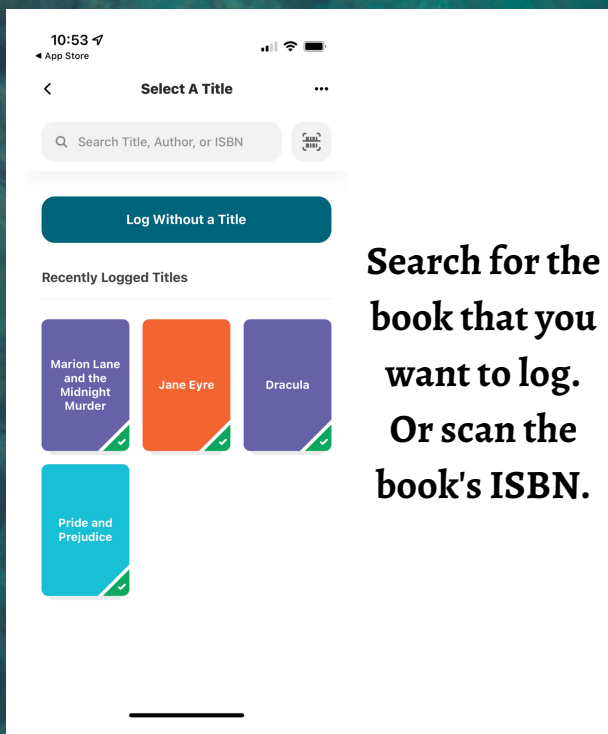 10:53
◀ App Store
Select A Title
Search Title, Author, or ISBN
Log Without a Title
Recently Logged Titles
Marion Lane
and the
Midnight
Murder
Jane Eyre
Dracula
Pride and
Prejudice
Search for the
book that you
want to log.
Or scan the
book's ISBN.